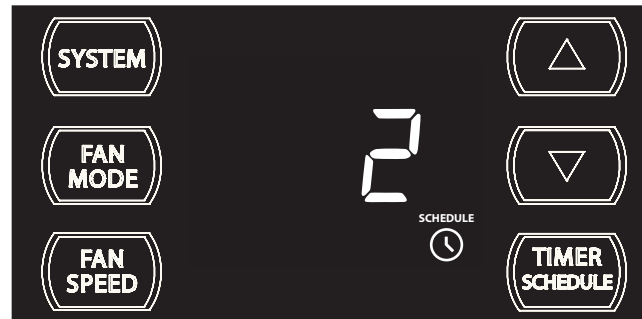 SYSTEM
FAN
MODE
FAN
SPEED
2
SCHEDULE
TIMER
SCHEDULE